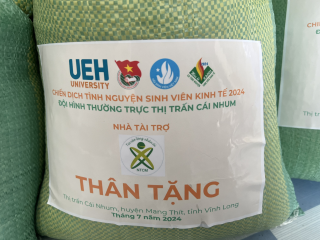 UEH
UNIVERSITY
CHIẾN DỊCH TÌNH NGUYỆN SINH VIÊN KINH TẾ 2024
ĐỘI HÌNH THƯỜNG TRỰC THỊ TRẤN CÁI NHUM
NHÀ TÀI TRỢ
THÂN TẶNG
Thị trấn Cái Nhum, huyện Mang Thít, tỉnh Vĩnh Long
Tháng 7 năm 2024